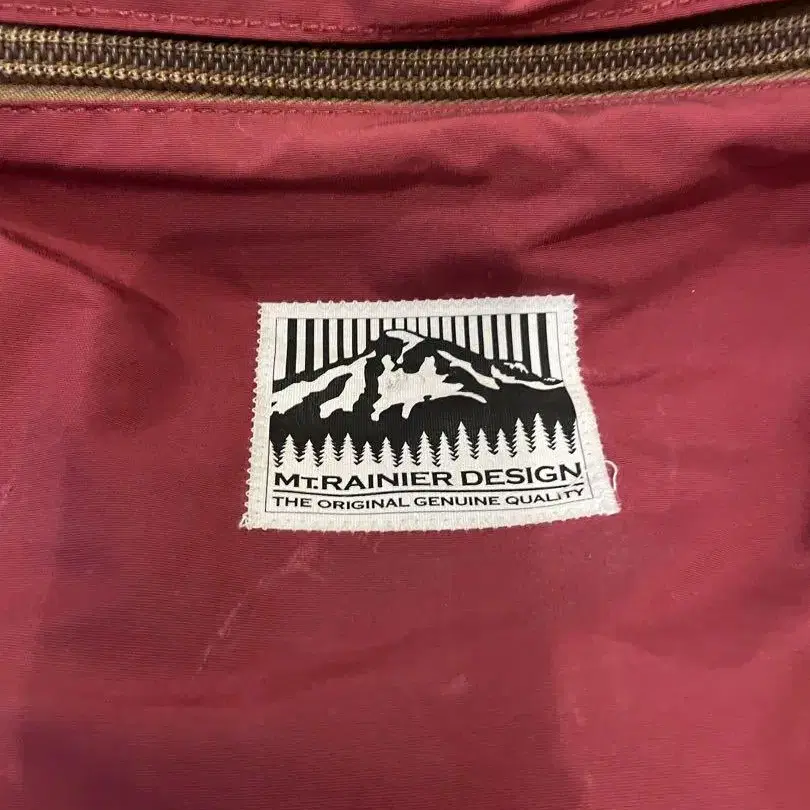 MT.RAINIER DESIGN
THE ORIGINAL GENUINE QUALITY